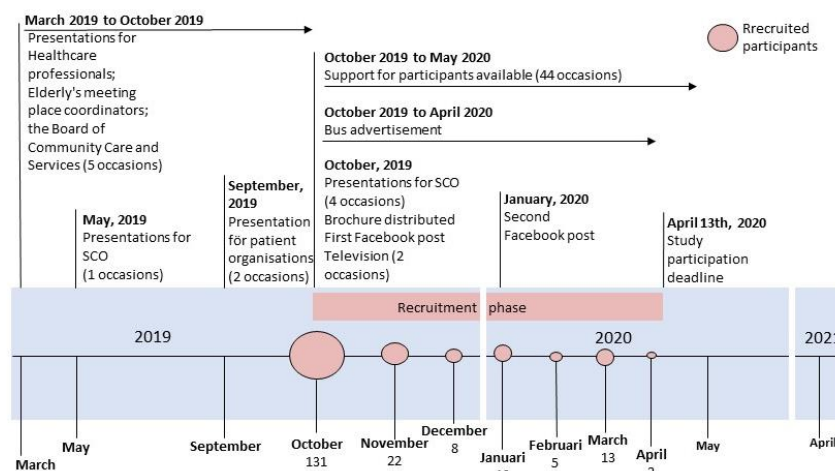 March 2019 to October 2019
Presentations for
Healthcare
professionals;
Elderly's meeting
place coordinators;
the Board of
Community Care and
Services (5 occasions)
May, 2019
Presentations for
SCO
(1 occasions)
September,
2019
Presentation
för patient
organisations
(2 occasions)
October 2019 to May 2020
Support for participants available (44 occasions)
October 2019 to April 2020
Bus advertisement
October, 2019
Presentations for SCO
(4 occasions)
Brochure distributed
First Facebook post
Television (2
occasions)
January, 2020
Second
Facebook post
April 13th, 2020
Study
participation
deadline
Rrecruited
participants
Recruitment phase
2019
2020
2021
March
May
September
October
131
November
22
December
8
Januari
Februari
5
March
13
April
May
April